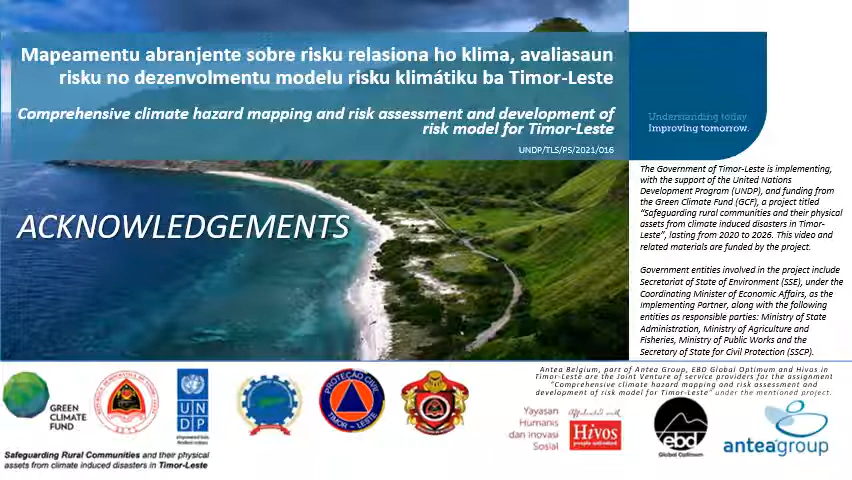 Mapeamentu abranjente sobre risku relasiona ho klima, avaliasaun
risku no dezenvolmentu modelu risku klimátiku ba Timor-Leste
Comprehensive climate hazard mapping and risk assessment and development of
risk model for Timor-Leste
UNDP/TLS/PS/2021/016
Understanding today.
Improving tomorrow.
ACKNOWLEDGEMENTS
The Government of Timor-Leste is implementing,
with the support of the United Nations
Development Program (UNDP), and funding from
the Green Climate Fund (GCF), a project titled
“Safeguarding rural communities and their physical
assets from climate induced disasters in Timor-
Leste”, lasting from 2020 to 2026. This video and
related materials are funded by the project.
Government entities involved in the project include
Secretariat of State of Environment (SSE), under the
Coordinating Minister of Economic Affairs, as the
Implementing Partner, along with the following
entities as responsible parties: Ministry of State
Administration, Ministry of Agriculture and
Fisheries, Ministry of Public Works and the
Secretary of State for Civil Protection (SSCP).
Antea Belgium, part of Antea Group, EBD Global Optimum and Hivos in
Timor-Leste are the Joint Venture of service providers for the assignment
“Comprehensive climate hazard mapping and risk assessment and
development of risk model for Timor-Leste” under the mentioned project.
GREEN
CLIMATE
FUND
U N
D P
Empowered lives.
Resilient nations.
PROTEÇÃO CIVIL
TIMOR - LESTE
Yayasan
Humanis
dan Inovasi
Sosial
Affiliated with
Hivos
people unlimited
ebd
Global Optimum
anteagroup
Safeguarding Rural Communities and their physical
assets from climate induced disasters in Timor-Leste